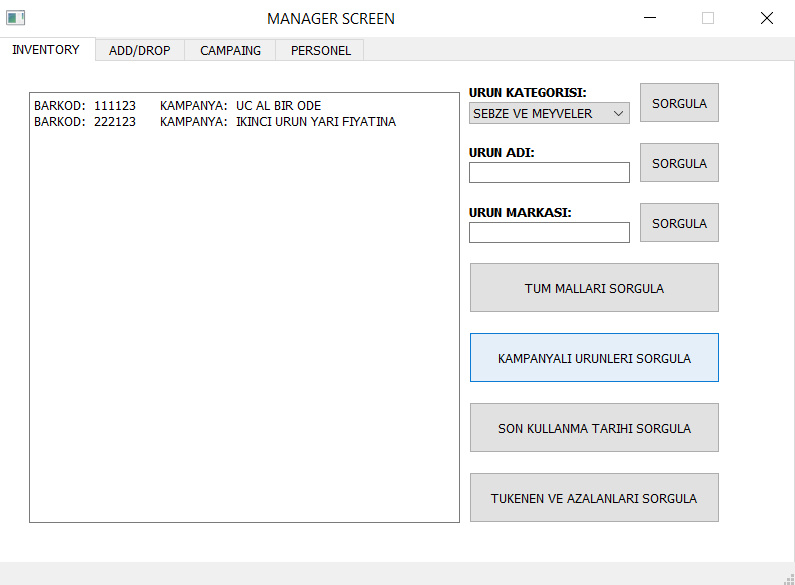 MANAGER SCREEN
INVENTORY ADD/DROP CAMPAING PERSONEL
BARKOD: 111123 KAMPANYA: UC AL BIR ODE
BARKOD: 222123 KAMPANYA: IKINCI URUN YARI FIYATINA
URUN KATEGORISI:
SEBZE VE MEYVELER
SORGULA
URUN ADI:
SORGULA
URUN MARKASI:
SORGULA
TUM MALLARI SORGULA
KAMPANYALI URUNLERI SORGULA
SON KULLANMA TARIHI SORGULA
TUKENEN VE AZALANLARI SORGULA